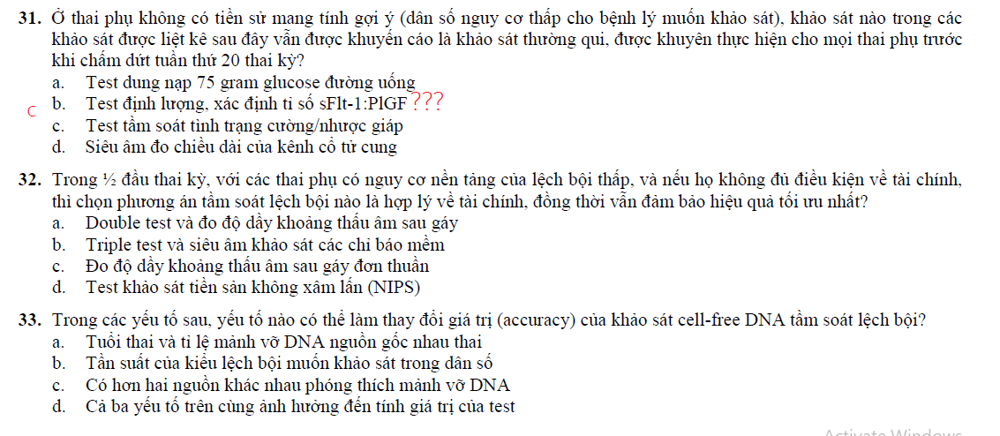 31. Ở thai phụ không có tiền sử mang tính gợi ý (dân số nguy cơ thấp cho bệnh lý muốn khảo sát), khảo sát nào trong các
khảo sát được liệt kê sau đây vẫn được khuyến cáo là khảo sát thường qui, được khuyên thực hiện cho mọi thai phụ trước
khi chấm dứt tuần thứ 20 thai kỳ?
a. Test dung nạp 75 gram glucose đường uống
b. Test định lượng, xác định tỉ số sFlt-1:PlGF ???
C
c. Test tầm soát tình trạng cường/nhược giáp
d. Siêu âm đo chiều dài của kênh cổ tử cung
32. Trong ½ đầu thai kỳ, với các thai phụ có nguy cơ nền tảng của lệch bội thấp, và nếu họ không đủ điều kiện về tài chính,
thì chọn phương án tầm soát lệch bội nào là hợp lý về tài chính, đồng thời vẫn đảm bảo hiệu quả tối ưu nhất?
a. Double test và đo độ dầy khoảng thấu âm sau gáy
b. Triple test và siêu âm khảo sát các chỉ báo mềm
c. Đo độ dầy khoảng thấu âm sau gáy đơn thuần
d. Test khảo sát tiền sản không xâm lấn (NIPS)
33. Trong các yếu tố sau, yếu tố nào có thể làm thay đổi giá trị (accuracy) của khảo sát cell-free DNA tầm soát lệch bội?
a. Tuổi thai và tỉ lệ mảnh vỡ DNA nguồn gốc nhau thai
b. Tần suất của kiểu lệch bội muốn khảo sát trong dân số
c. Có hơn hai nguồn khác nhau phóng thích mảnh vỡ DNA
d. Cả ba yếu tố trên cùng ảnh hưởng đến tính giá trị của test
Activate Windows